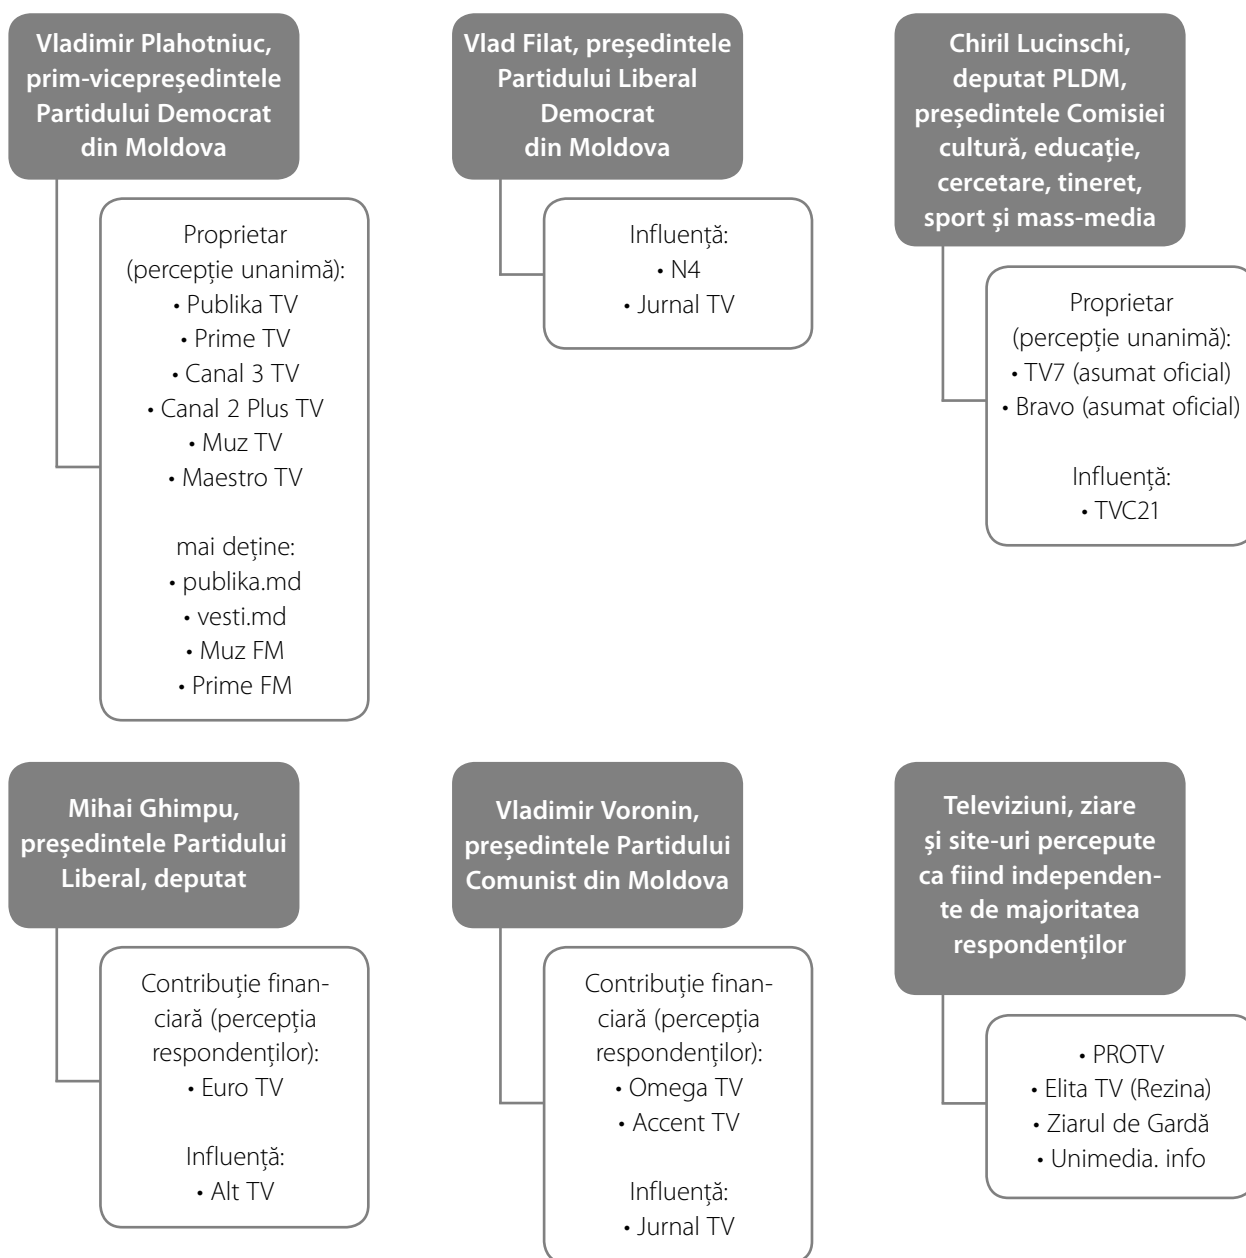 Vladimir Plahotniuc,
prim-vicepreședintele
Partidului Democrat
din Moldova
Proprietar
(percepție unanimă):
• Publika TV
• Prime TV
• Canal 3 TV
• Canal 2 Plus TV
• Muz TV
• Maestro TV
mai deține:
• publika.md
• vesti.md
• Muz FM
• Prime FM
Vlad Filat, președintele
Partidului Liberal
Democrat
din Moldova
Influență:
• N4
• Jurnal TV
Chiril Lucinschi,
deputat PLDM,
președintele Comisiei
cultură, educație,
cercetare, tineret,
sport și mass-media
Proprietar
(percepție unanimă):
• TV7 (asumat oficial)
• Bravo (asumat oficial)
Influență:
• TVC21
Mihai Ghimpu,
președintele Partidului
Liberal, deputat
Contribuție finan-
ciară (percepția
respondenților):
• Euro TV
Influență:
• Alt TV
Vladimir Voronin,
președintele Partidului
Comunist din Moldova
Contribuție finan-
ciară (percepția
respondenților):
• Omega TV
• Accent TV
Influență:
• Jurnal TV
Televiziuni, ziare
și site-uri percepute
ca fiind independen-
te de majoritatea
respondenților
• PROTV
• Elita TV (Rezina)
• Ziarul de Gardă
• Unimedia. info